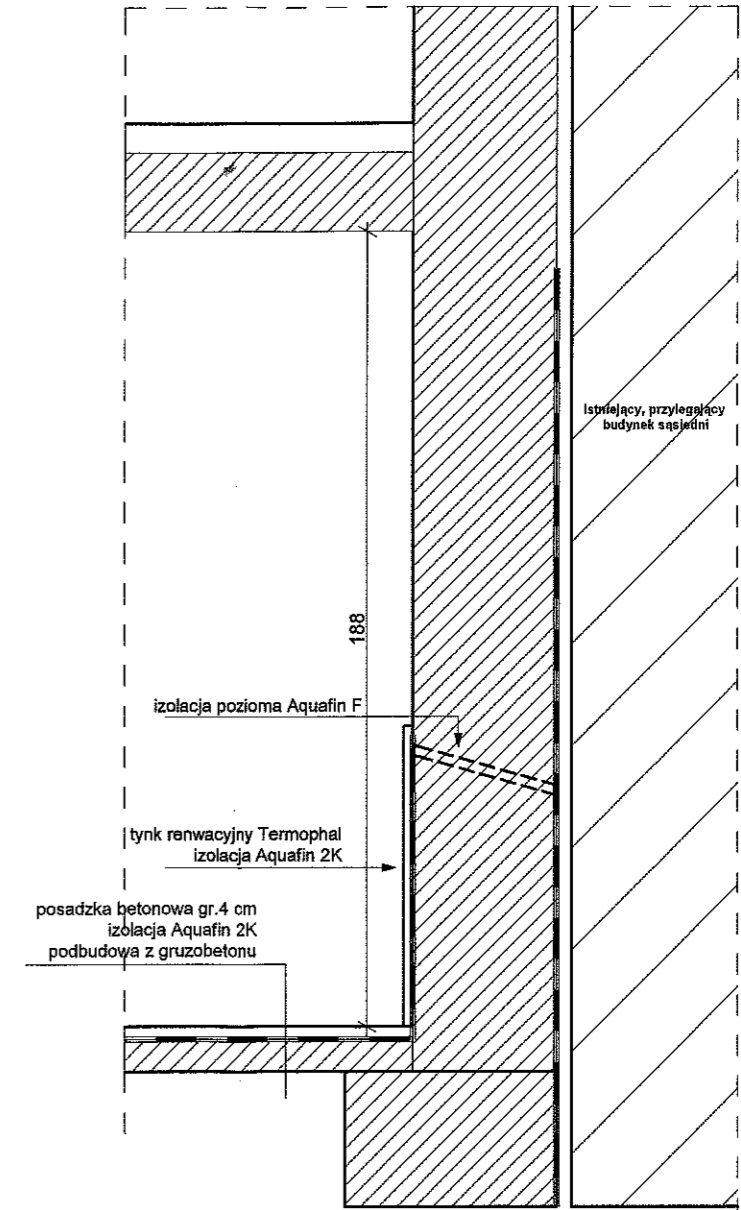 Istniejący, przylegający
budynek sąsiedni
188
izolacja pozioma Aquafin F
tynk renwacyjny Termophal
izolacja Aquafin 2K
posadzka betonowa gr.4 cm
izolacja Aquafin 2K
podbudowa z gruzobetonu